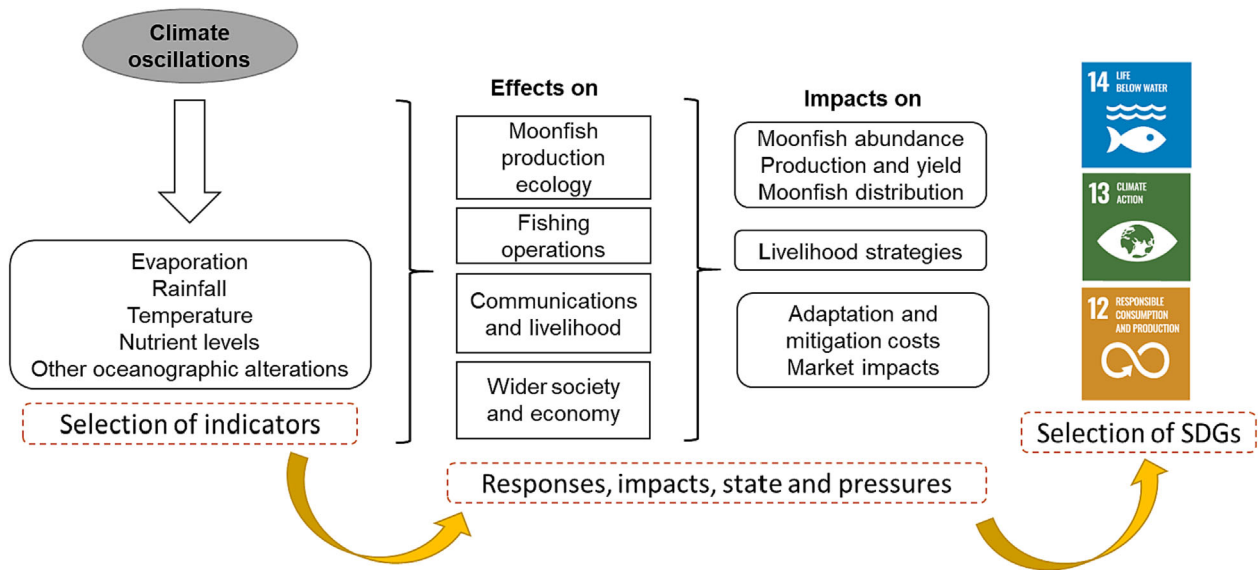 Climate
oscillations
Evaporation
Rainfall
Temperature
Nutrient levels
Other oceanographic alterations
Selection of indicators
Effects on
Moonfish
production
ecology
Fishing
operations
Communications
and livelihood
Wider society
and economy
Impacts on
Moonfish abundance
Production and yield
Moonfish distribution
Livelihood strategies
Adaptation and
mitigation costs
Market impacts
Responses, impacts, state and pressures
14 LIFE
BELOW WATER
13 CLIMATE
ACTION
12 RESPONSIBLE
CONSUMPTION
AND PRODUCTION
Selection of SDGs